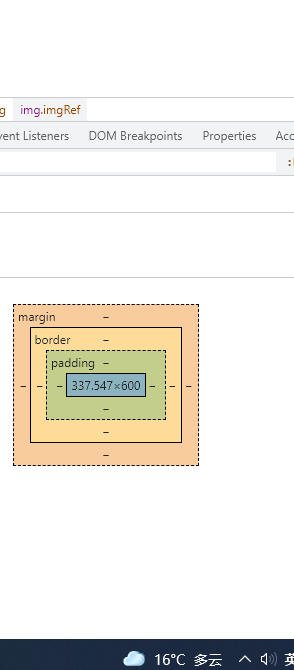 g img.imgRef
vent Listeners DOM Breakpoints Properties Acc
:h
margin –
border –
padding –
– – – 337.547×600 – – –
–
–
–
16°C 多云 英